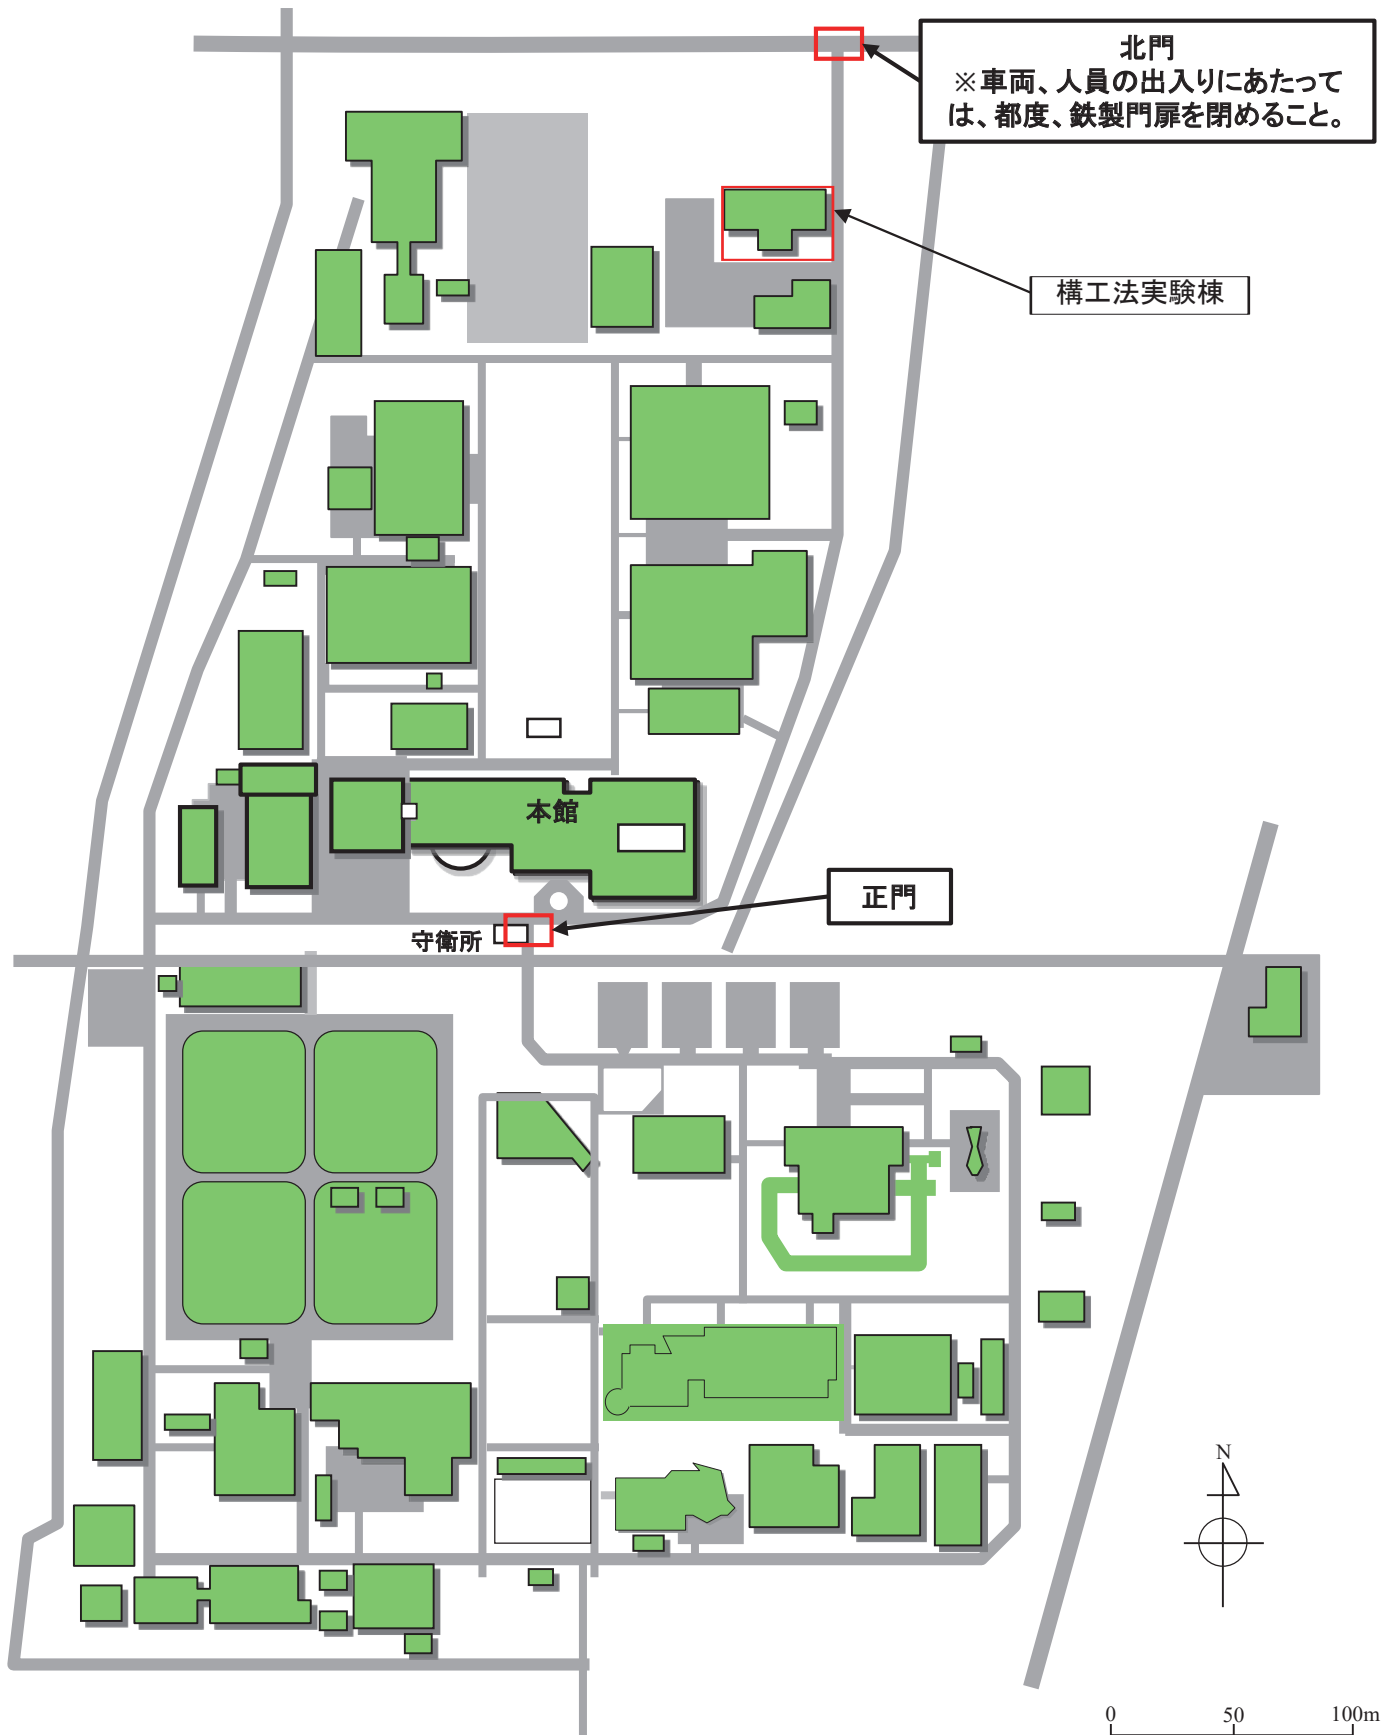 北門
※車両、人員の出入りにあたって
は、都度、鉄製門扉を閉めること。
構工法実験棟
本館
正門
守衛所
N
0 50 100m